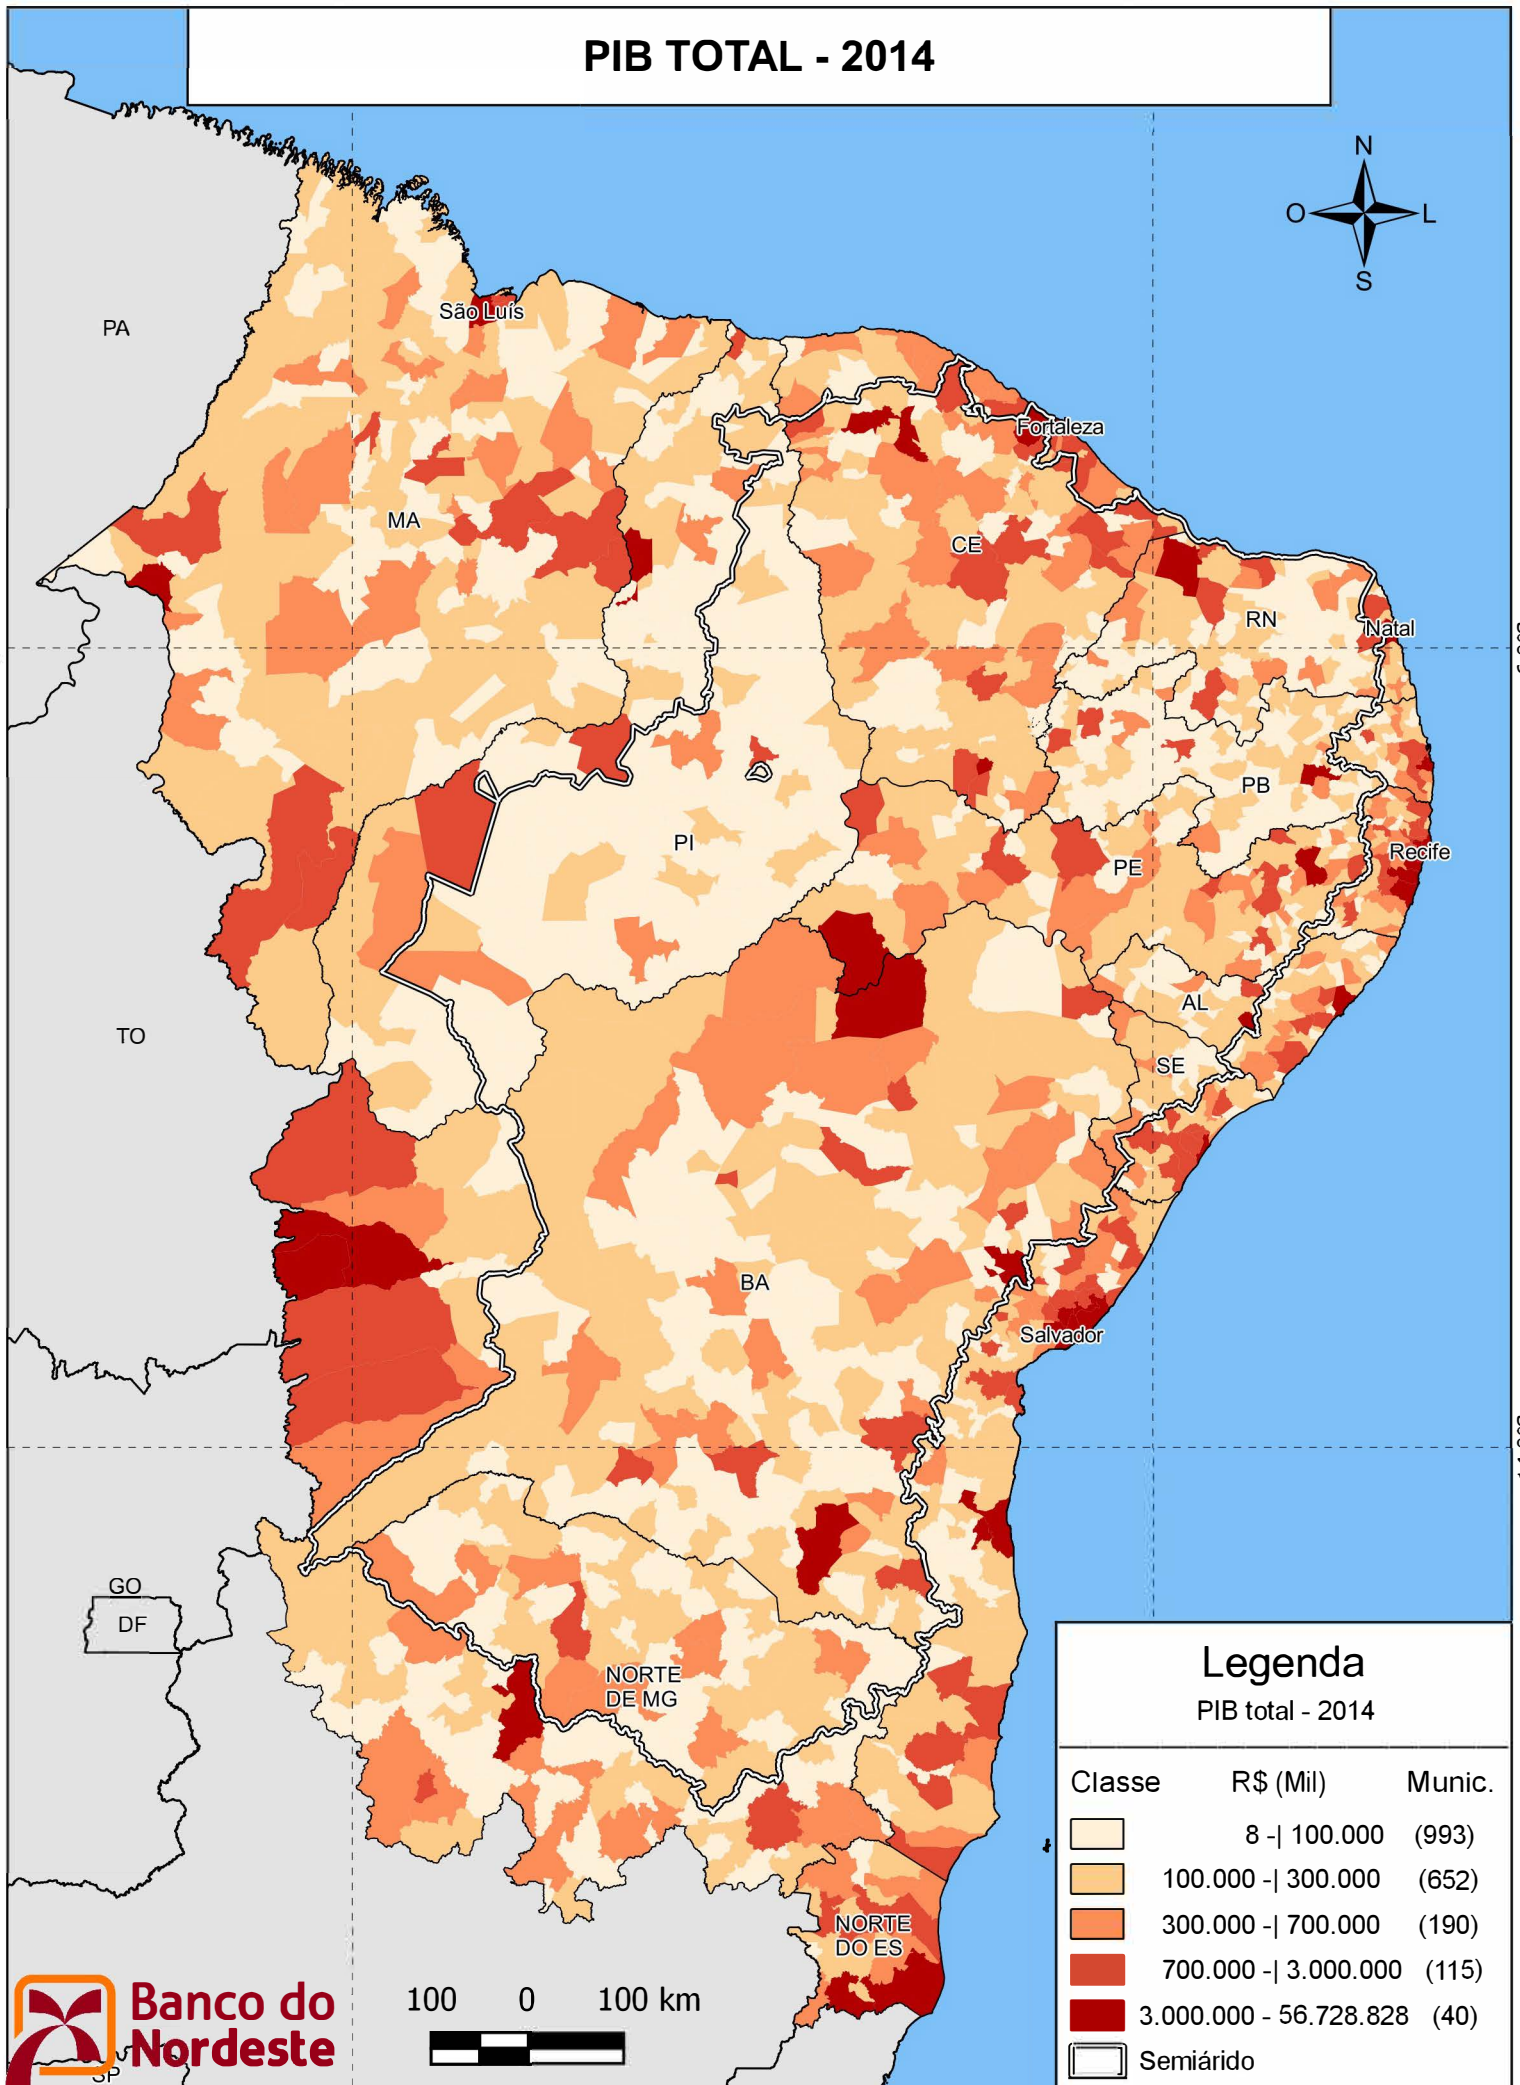 PIB TOTAL - 2014
N
O
L
S
PA
São Luís
Fortaleza
MA
CE
RN
Natal
PB
PI
PE
Recife
AL
TO
SE
BA
Salvador
GO
DF
NORTE
DE MG
NORTE
DO ES
Legenda
PIB total - 2014
Classe R$ (Mil) Munic.
8 -| 100.000 (993)
100.000 -| 300.000 (652)
300.000 -| 700.000 (190)
700.000 -| 3.000.000 (115)
3.000.000 - 56.728.828 (40)
Semiárido
100 0 100 km
Banco do
Nordeste
SP